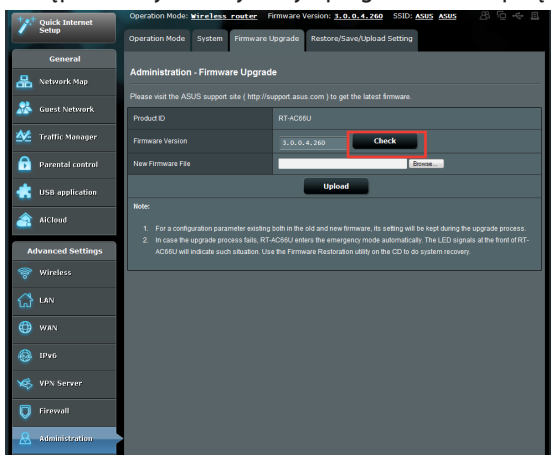 Quick Internet
Setup
Operation Mode: Wireless router Firmware Version: 3.0.0.4.260 SSID: ASUS ASUS
Operation Mode System Firmware Upgrade Restore/Save/Upload Setting
General
Network Map
Guest Network
Traffic Manager
Parental control
USB application
AiCloud
Advanced Settings
Wireless
LAN
WAN
IPv6
VPN Server
Firewall
Administration
Administration - Firmware Upgrade
Please visit the ASUS support site ( http://support.asus.com ) to get the latest firmware.
Product ID RT-AC66U
Firmware Version 3.0.0.4.260 Check
New Firmware File Browse...
Upload
Note:
1. For a configuration parameter existing both in the old and new firmware, its setting will be kept during the upgrade process.
2. In case the upgrade process fails, RT-AC66U enters the emergency mode automatically. The LED signals at the front of RT-
AC66U will indicate such situation. Use the Firmware Restoration utility on the CD to do system recovery.